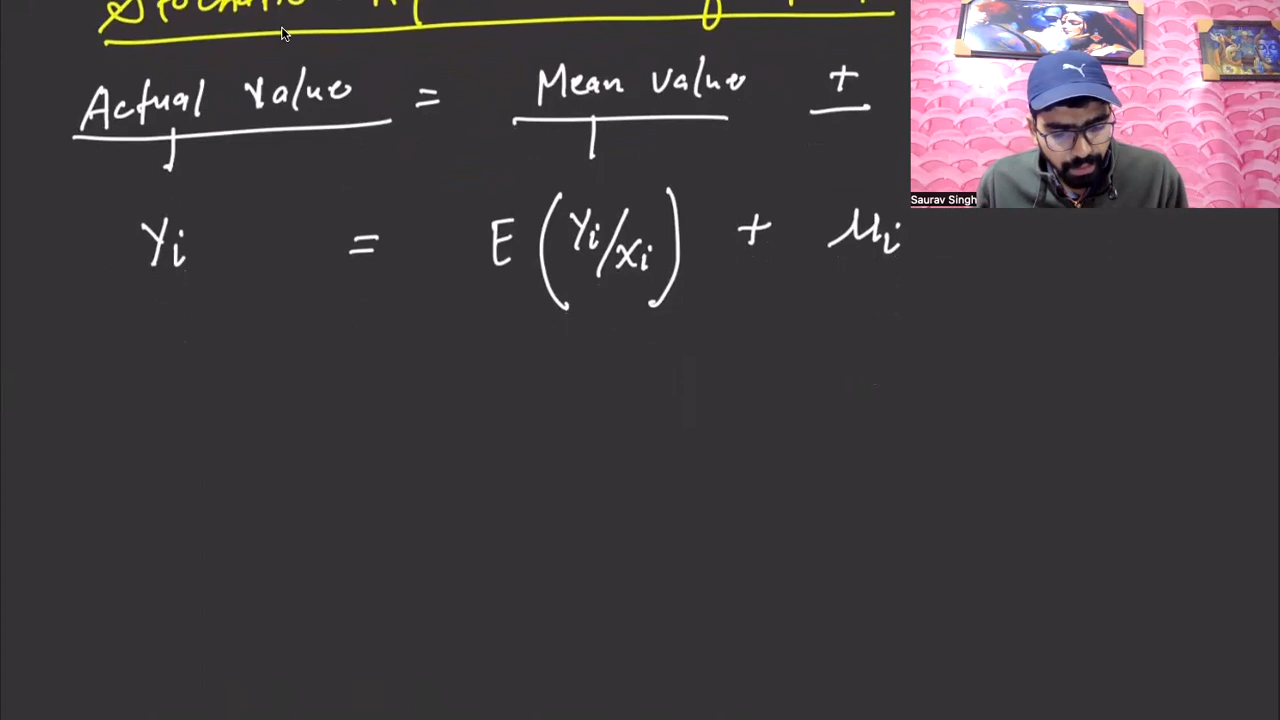 Actual Value = Mean Value +
Saurav Singh
Yi = E (Yi/Xi) + μi